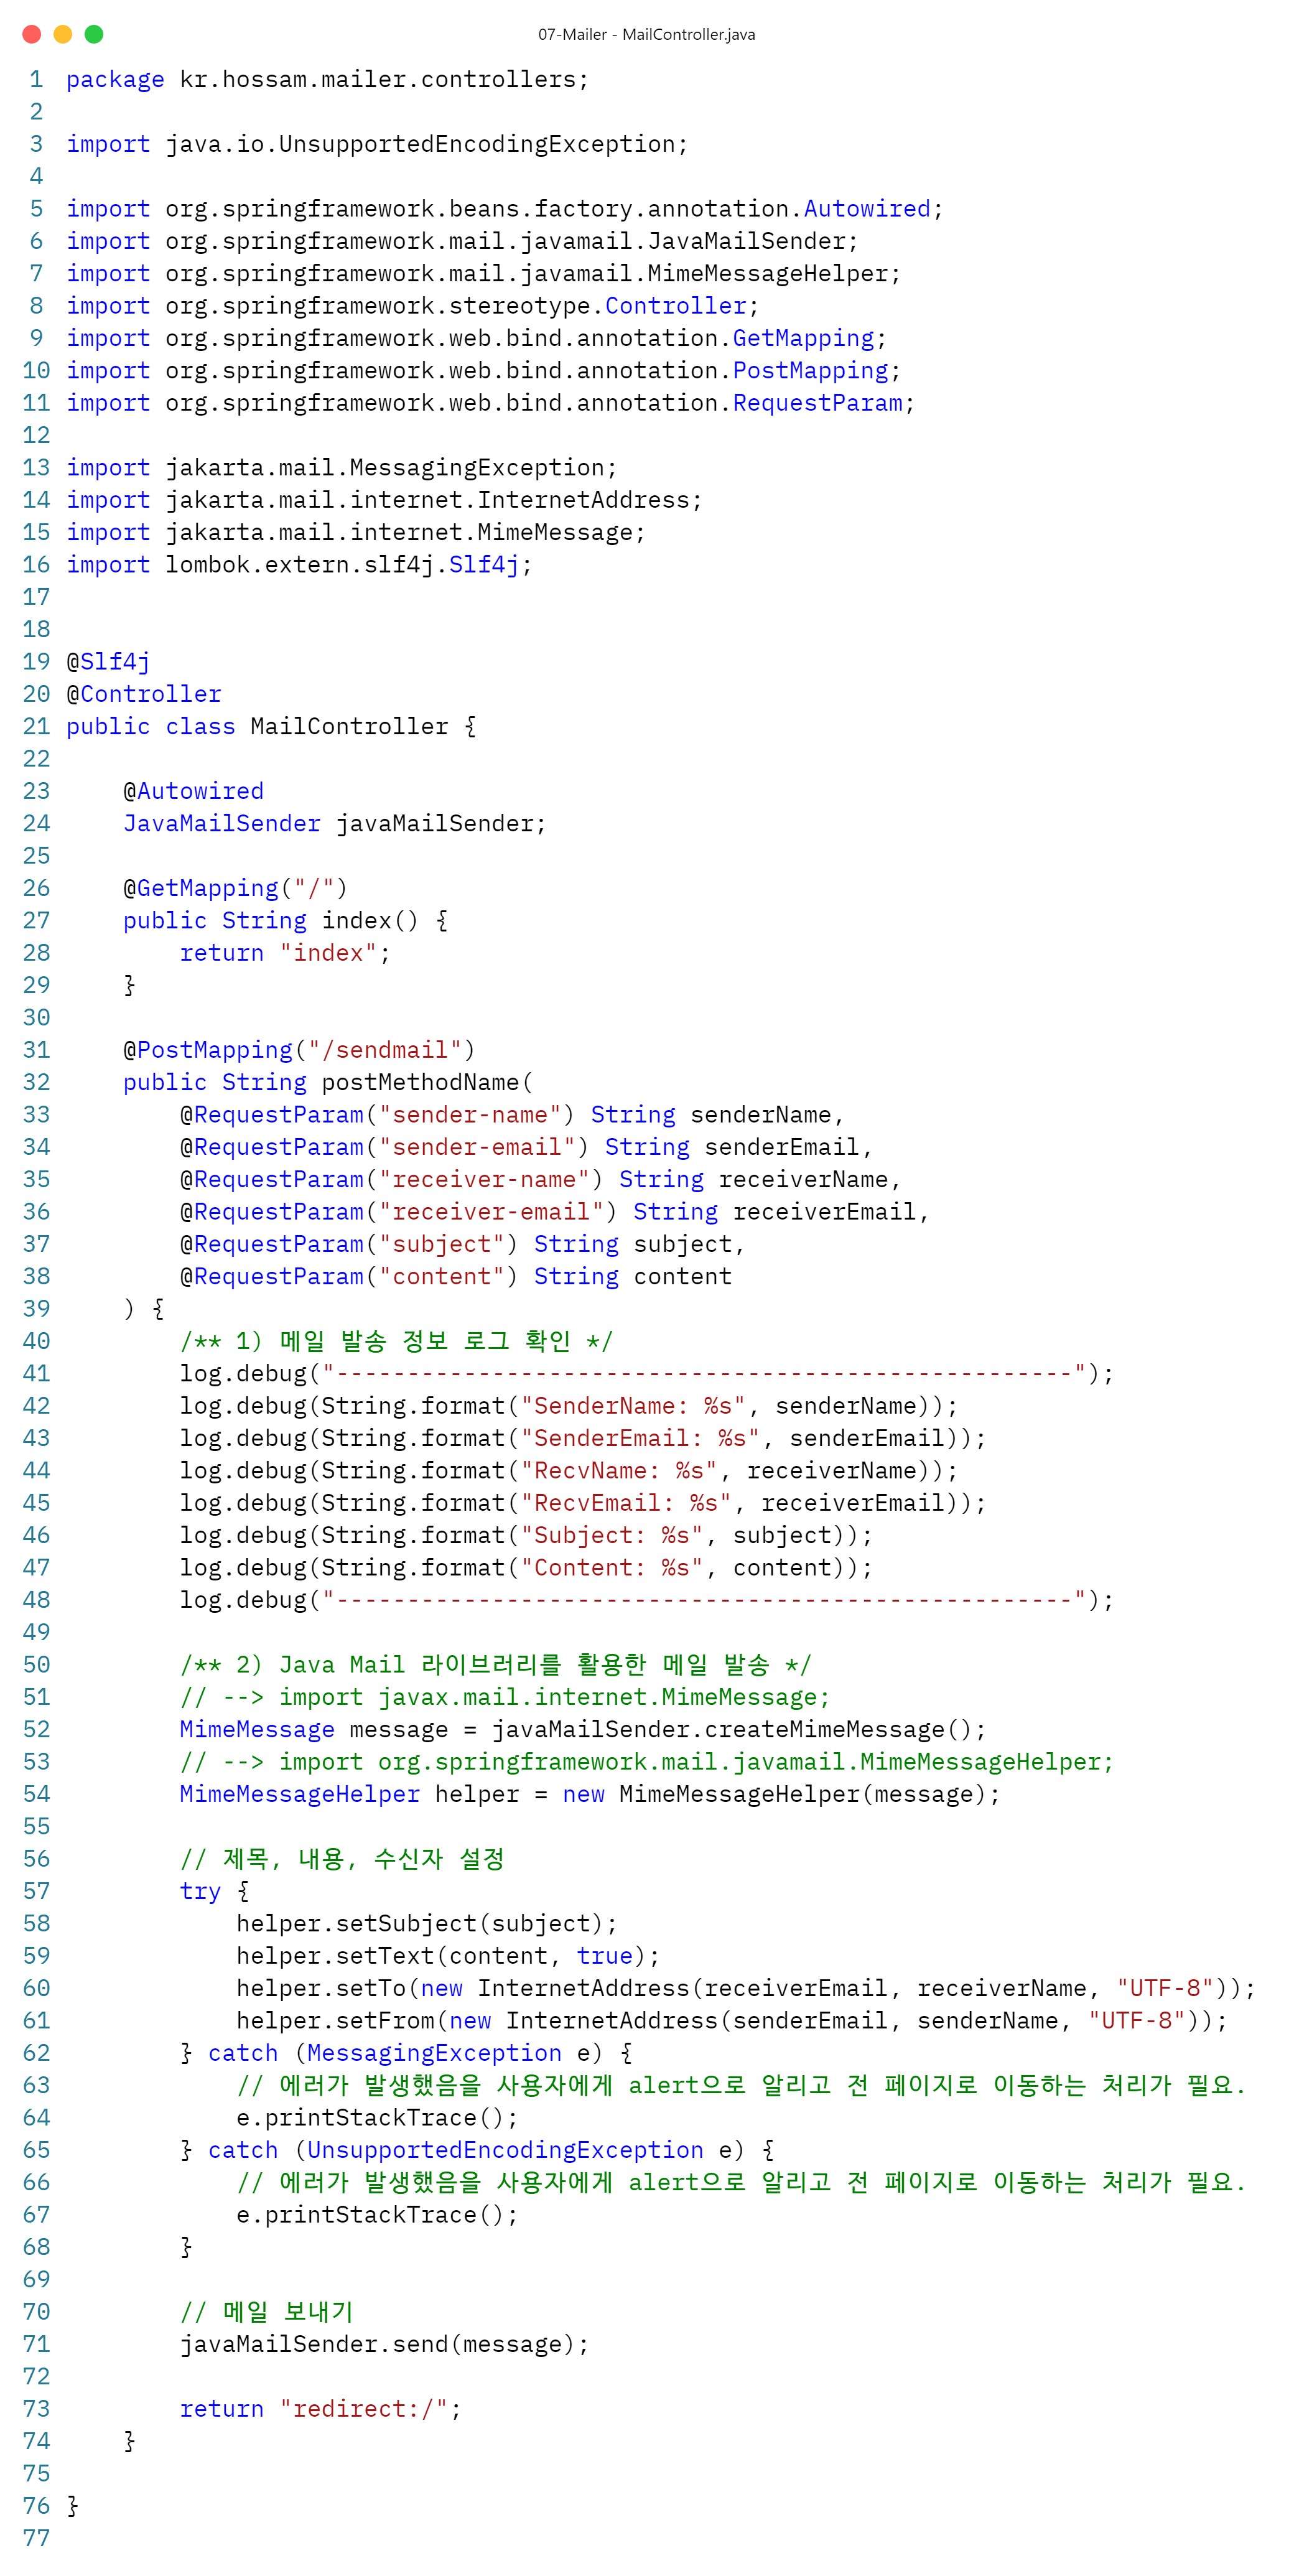 07-Mailer - MailController.java
1 package kr.hossam.mailer.controllers;
2
3 import java.io.UnsupportedEncodingException;
4
5 import org.springframework.beans.factory.annotation.Autowired;
6 import org.springframework.mail.javamail.JavaMailSender;
7 import org.springframework.mail.javamail.MimeMessageHelper;
8 import org.springframework.stereotype.Controller;
9 import org.springframework.web.bind.annotation.GetMapping;
10 import org.springframework.web.bind.annotation.PostMapping;
11 import org.springframework.web.bind.annotation.RequestParam;
12
13 import jakarta.mail.MessagingException;
14 import jakarta.mail.internet.InternetAddress;
15 import jakarta.mail.internet.MimeMessage;
16 import lombok.extern.slf4j.Slf4j;
17
18
19 @Slf4j
20 @Controller
21 public class MailController {
22
23     @Autowired
24     JavaMailSender javaMailSender;
25
26     @GetMapping("/")
27     public String index() {
28         return "index";
29     }
30
31     @PostMapping("/sendmail")
32     public String postMethodName(
33         @RequestParam("sender-name") String senderName,
34         @RequestParam("sender-email") String senderEmail,
35         @RequestParam("receiver-name") String receiverName,
36         @RequestParam("receiver-email") String receiverEmail,
37         @RequestParam("subject") String subject,
38         @RequestParam("content") String content
39     ) {
40         /** 1) 메일 발송 정보 로그 확인 */
41         log.debug("----------------------------------------------------");
42         log.debug(String.format("SenderName: %s", senderName));
43         log.debug(String.format("SenderEmail: %s", senderEmail));
44         log.debug(String.format("RecvName: %s", receiverName));
45         log.debug(String.format("RecvEmail: %s", receiverEmail));
46         log.debug(String.format("Subject: %s", subject));
47         log.debug(String.format("Content: %s", content));
48         log.debug("----------------------------------------------------");
49
50         /** 2) Java Mail 라이브러리를 활용한 메일 발송 */
51         // --> import javax.mail.internet.MimeMessage;
52         MimeMessage message = javaMailSender.createMimeMessage();
53         // --> import org.springframework.mail.javamail.MimeMessageHelper;
54         MimeMessageHelper helper = new MimeMessageHelper(message);
55
56         // 제목, 내용, 수신자 설정
57         try {
58             helper.setSubject(subject);
59             helper.setText(content, true);
60             helper.setTo(new InternetAddress(receiverEmail, receiverName, "UTF-8"));
61             helper.setFrom(new InternetAddress(senderEmail, senderName, "UTF-8"));
62         } catch (MessagingException e) {
63             // 에러가 발생했음을 사용자에게 alert으로 알리고 전 페이지로 이동하는 처리가 필요.
64             e.printStackTrace();
65         } catch (UnsupportedEncodingException e) {
66             // 에러가 발생했음을 사용자에게 alert으로 알리고 전 페이지로 이동하는 처리가 필요.
67             e.printStackTrace();
68         }
69
70         // 메일 보내기
71         javaMailSender.send(message);
72
73         return "redirect:/";
74     }
75
76 }
77